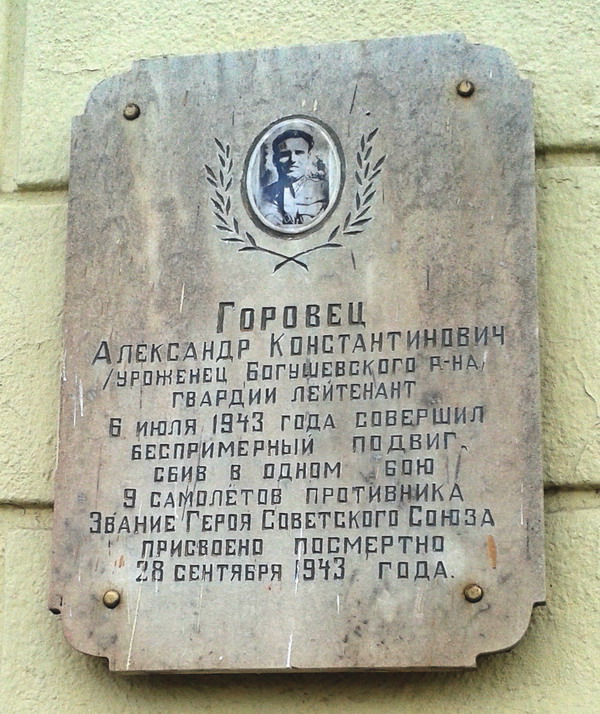 Горовец
Александр Константинович
/уроженец Богушевского р-на/
гвардии лейтенант
6 июля 1943 года совершил
беспримерный подвиг.
сбив в одном бою
9 самолётов противника
Звание Героя Советского Союза
присвоено посмертно
28 сентября 1943 года.